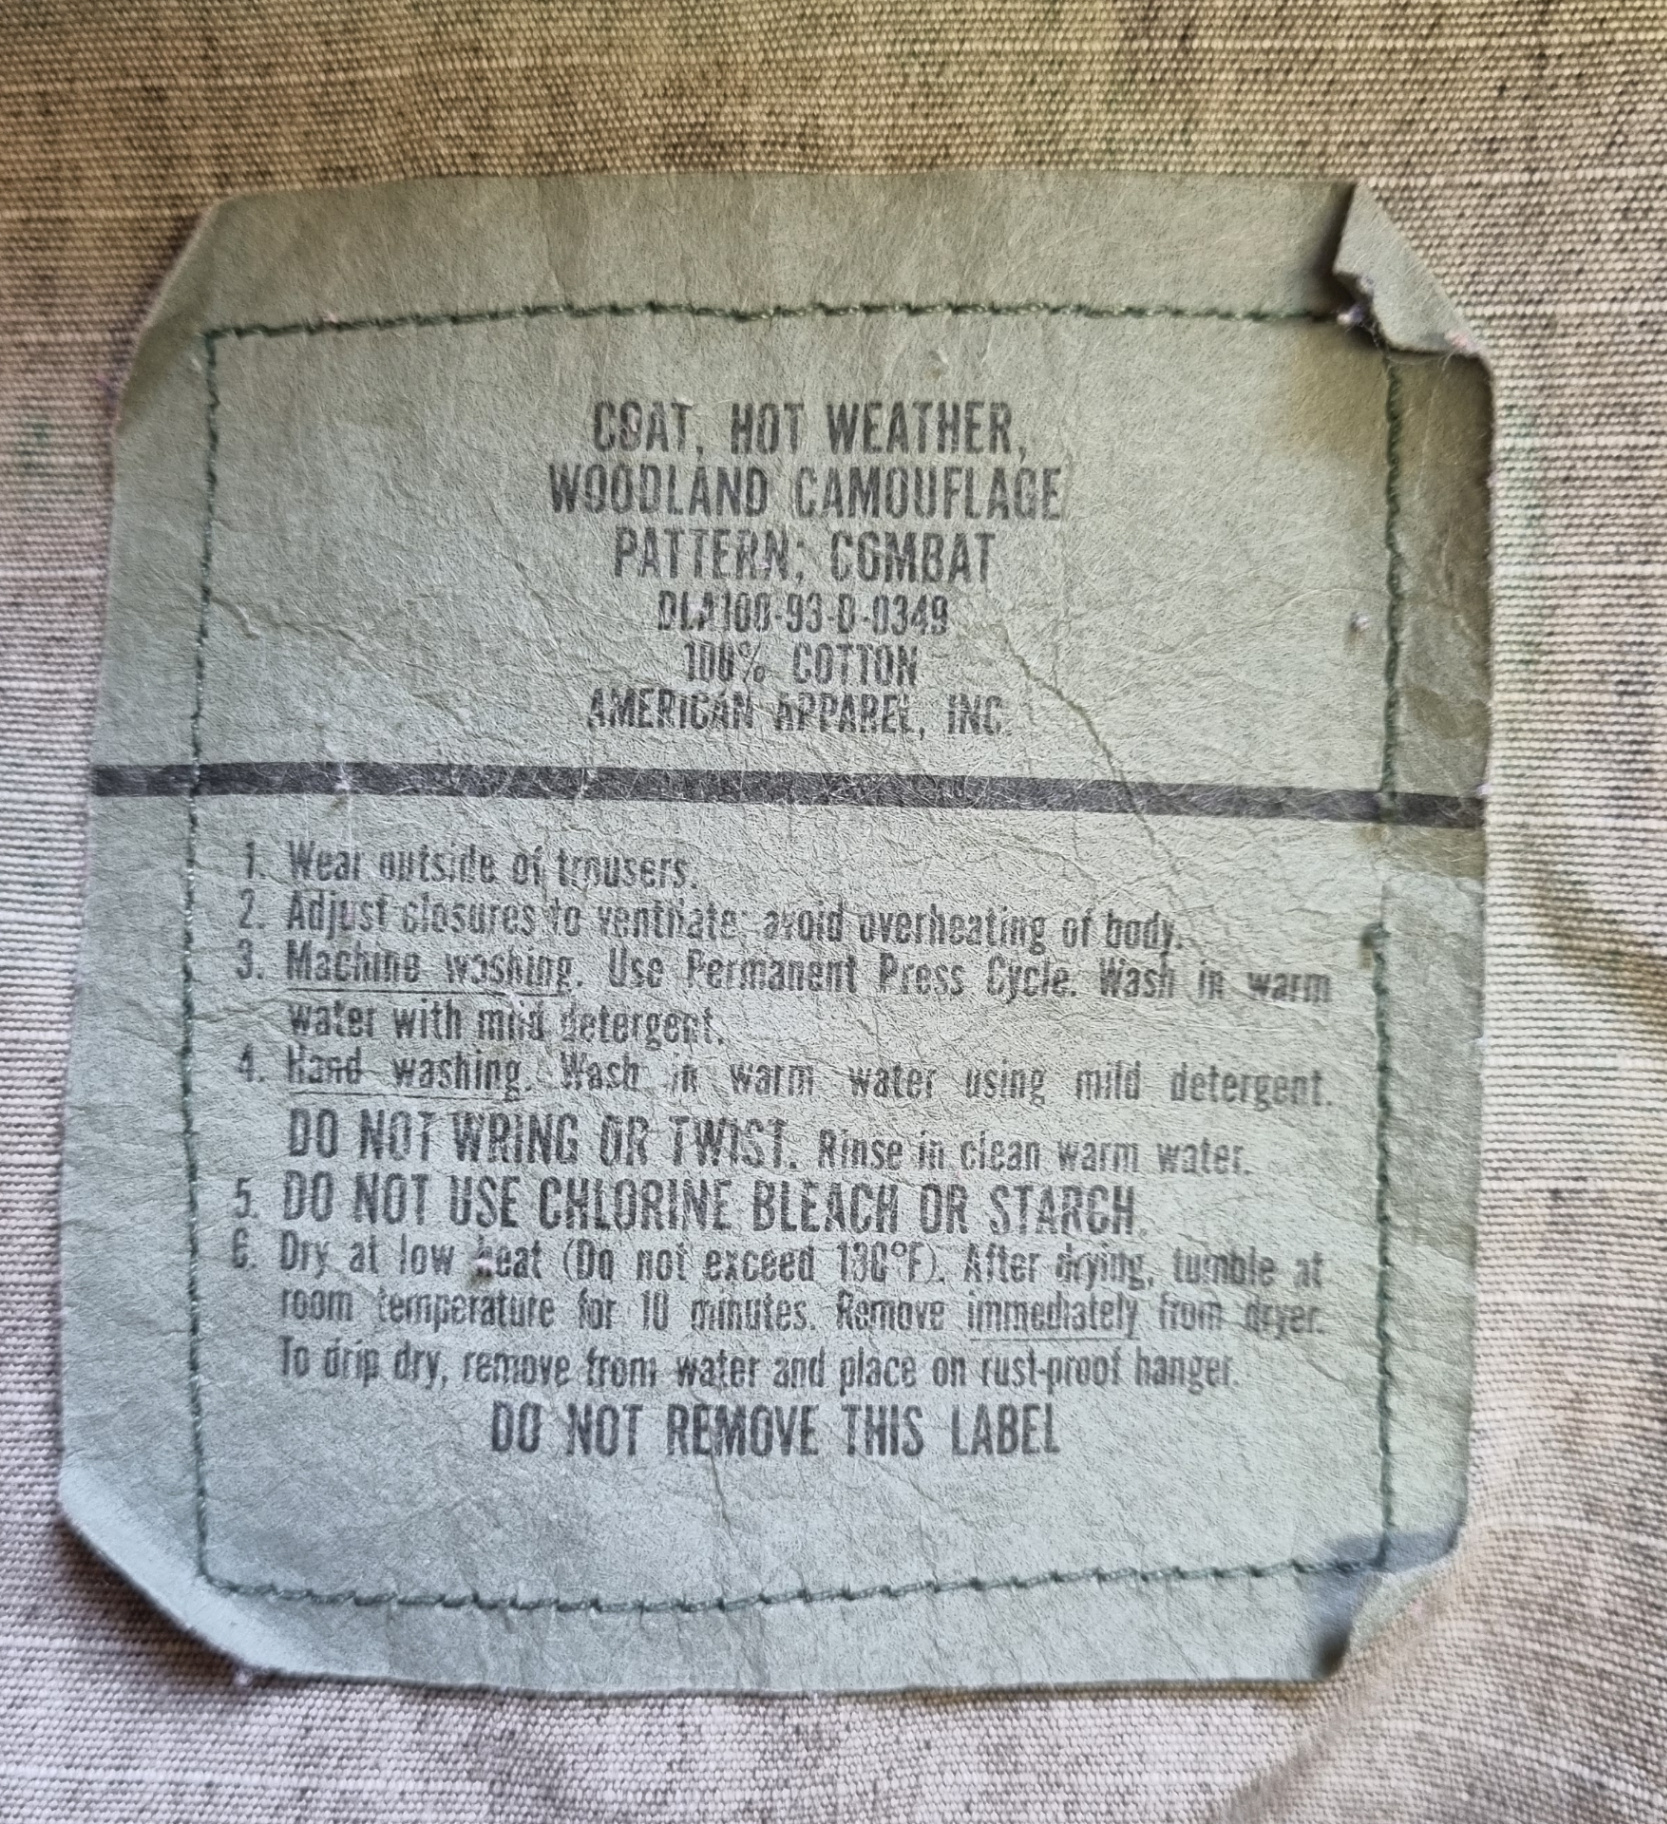 COAT, HOT WEATHER,
WOODLAND CAMOUFLAGE
PATTERN; COMBAT
DLA100-93-D-0349
100% COTTON
AMERICAN APPAREL, INC.
1. Wear outside of trousers.
2. Adjust closures to ventilate; avoid overheating of body.
3. Machine washing. Use Permanent Press Cycle. Wash in warm
water with mild detergent.
4. Hand washing. Wash in warm water using mild detergent.
DO NOT WRING OR TWIST. Rinse in clean warm water.
5. DO NOT USE CHLORINE BLEACH OR STARCH.
6. Dry at low heat (Do not exceed 130°F). After drying, tumble at
room temperature for 10 minutes. Remove immediately from dryer.
To drip dry, remove from water and place on rust-proof hanger.
DO NOT REMOVE THIS LABEL